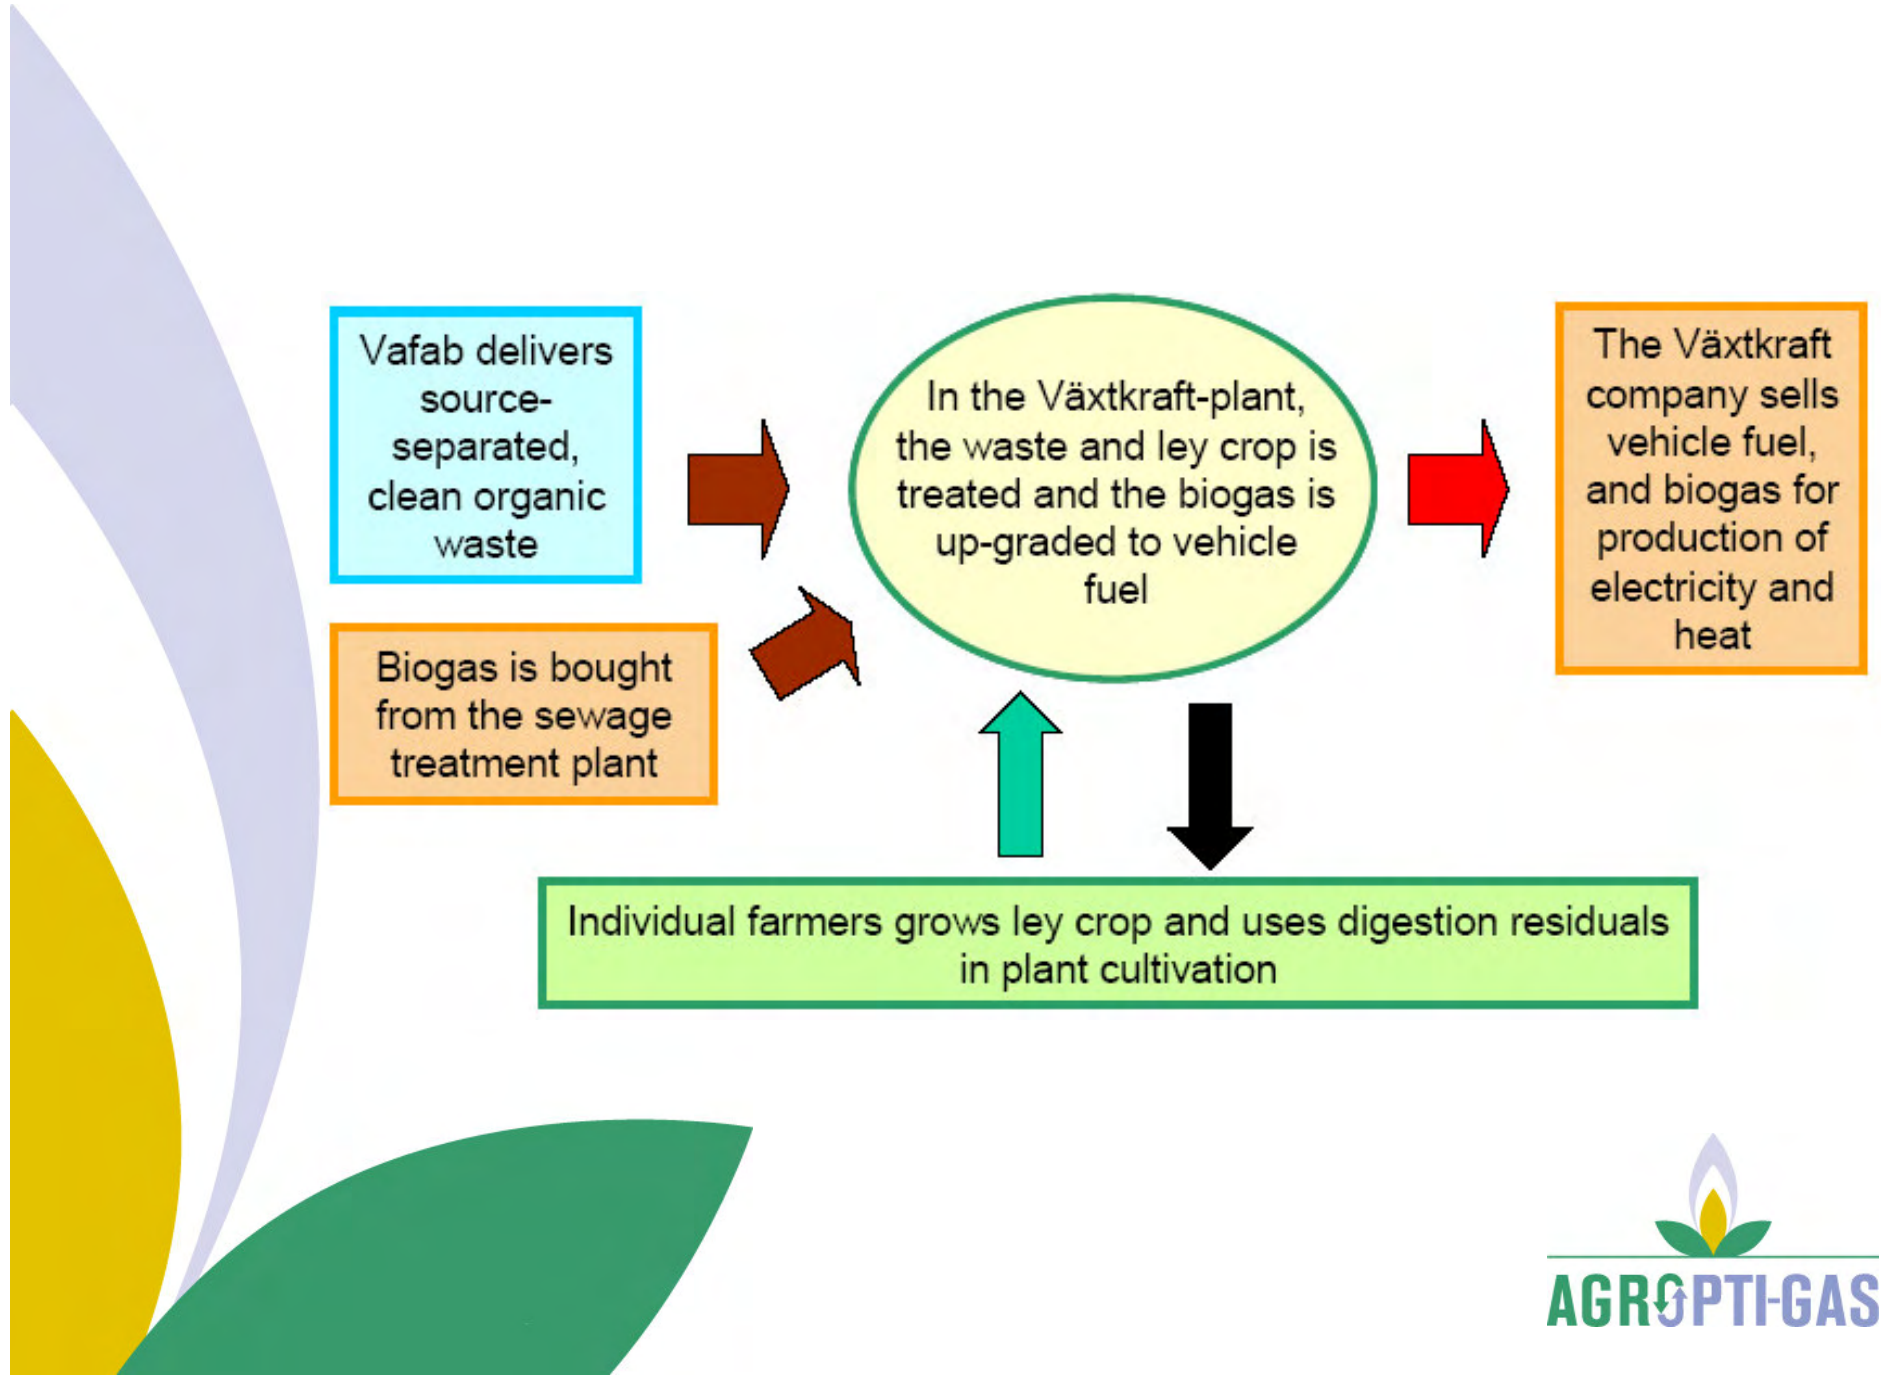 Vafab delivers
source-
separated,
clean organic
waste
Biogas is bought
from the sewage
treatment plant
In the Växtkraft-plant,
the waste and ley crop is
treated and the biogas is
up-graded to vehicle
fuel
The Växtkraft
company sells
vehicle fuel,
and biogas for
production of
electricity and
heat
Individual farmers grows ley crop and uses digestion residuals
in plant cultivation
AGROPTI-GAS